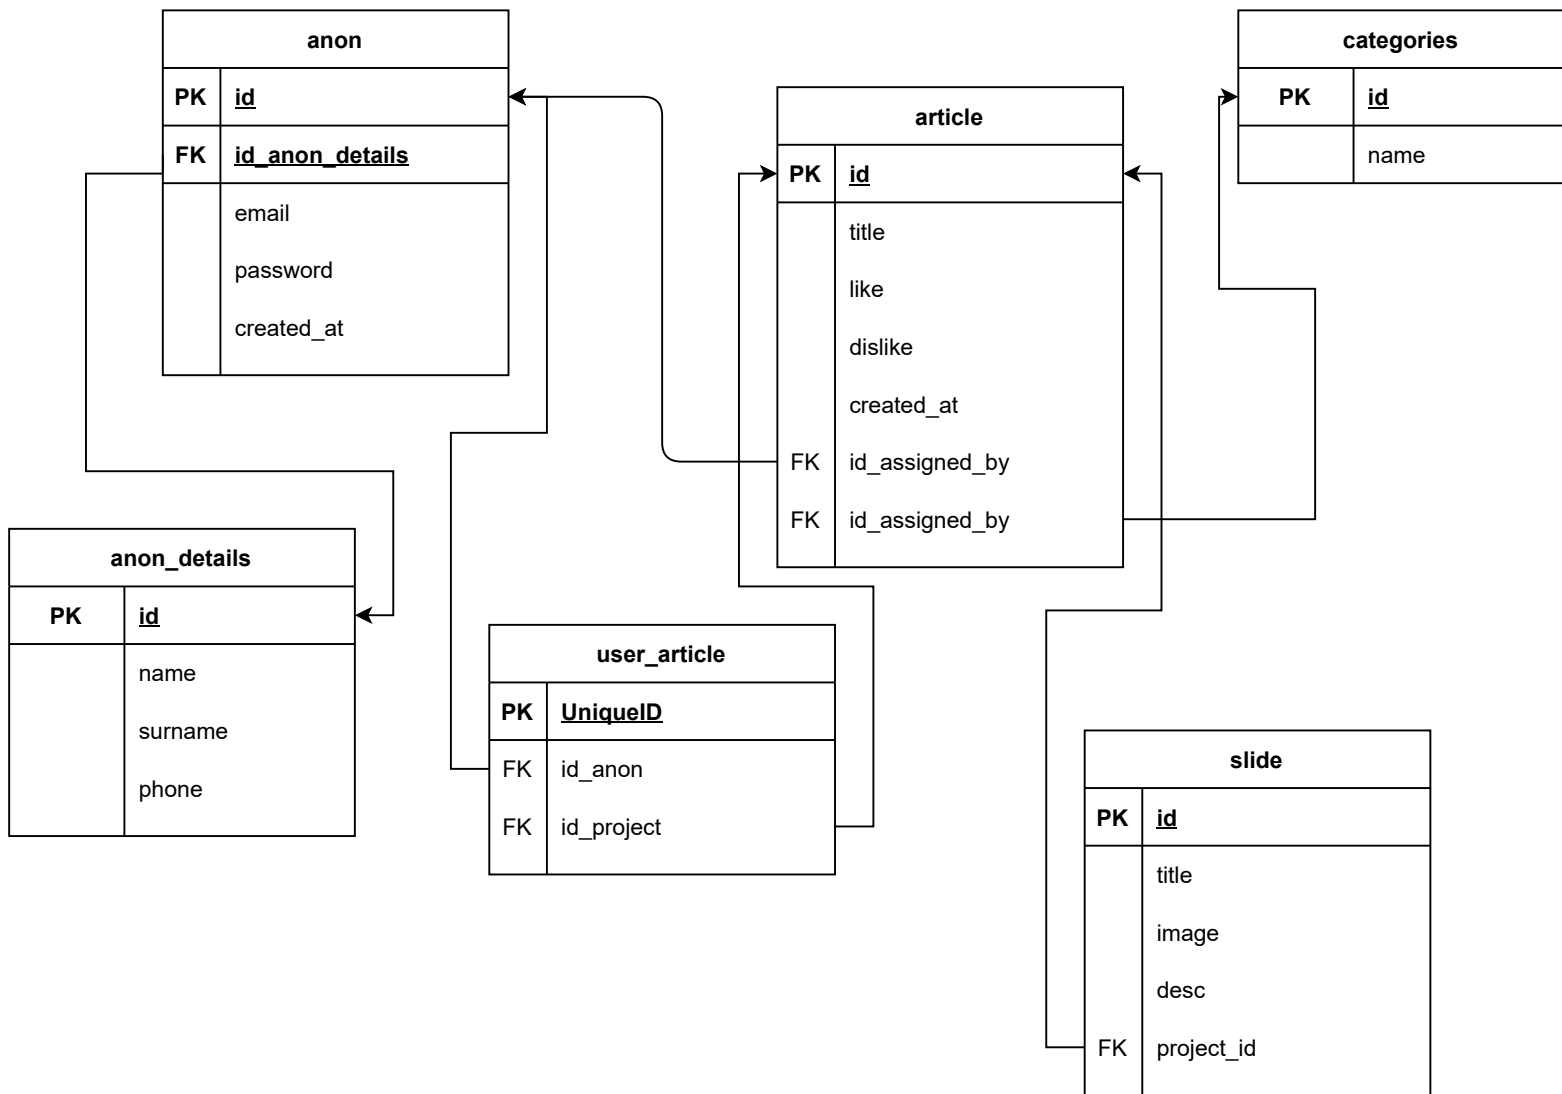 anon
PK id
FK id_anon_details
email
password
created_at
article
PK id
title
like
dislike
created_at
FK id_assigned_by
FK id_assigned_by
categories
PK id
name
anon_details
PK id
name
surname
phone
user_article
PK UniqueID
FK id_anon
FK id_project
slide
PK id
title
image
desc
FK project_id